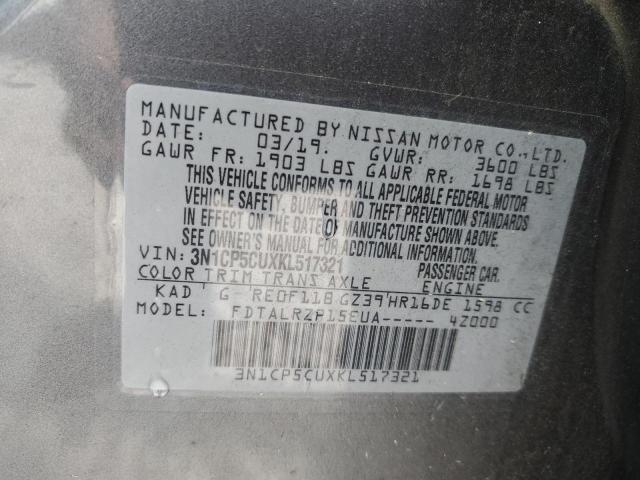 MANUFACTURED BY NISSAN MOTOR CO.,LTD.
DATE: 03/19. GVWR: 3600 LBS
GAWR FR: 1903 LBS GAWR RR: 1698 LBS
THIS VEHICLE CONFORMS TO ALL APPLICABLE FEDERAL MOTOR
VEHICLE SAFETY, BUMPER AND THEFT PREVENTION STANDARDS
IN EFFECT ON THE DATE OF MANUFACTURE SHOWN ABOVE.
SEE OWNER'S MANUAL FOR ADDITIONAL INFORMATION.
VIN: 3N1CP5CUXKL517321 PASSENGER CAR.
COLOR TRIM TRANS AXLE ENGINE
KAD G RE0F11B GZ39 HR16DE 1598 CC
MODEL: FDTALRZP15EUA----- 4Z000
3N1CP5CUXKL517321